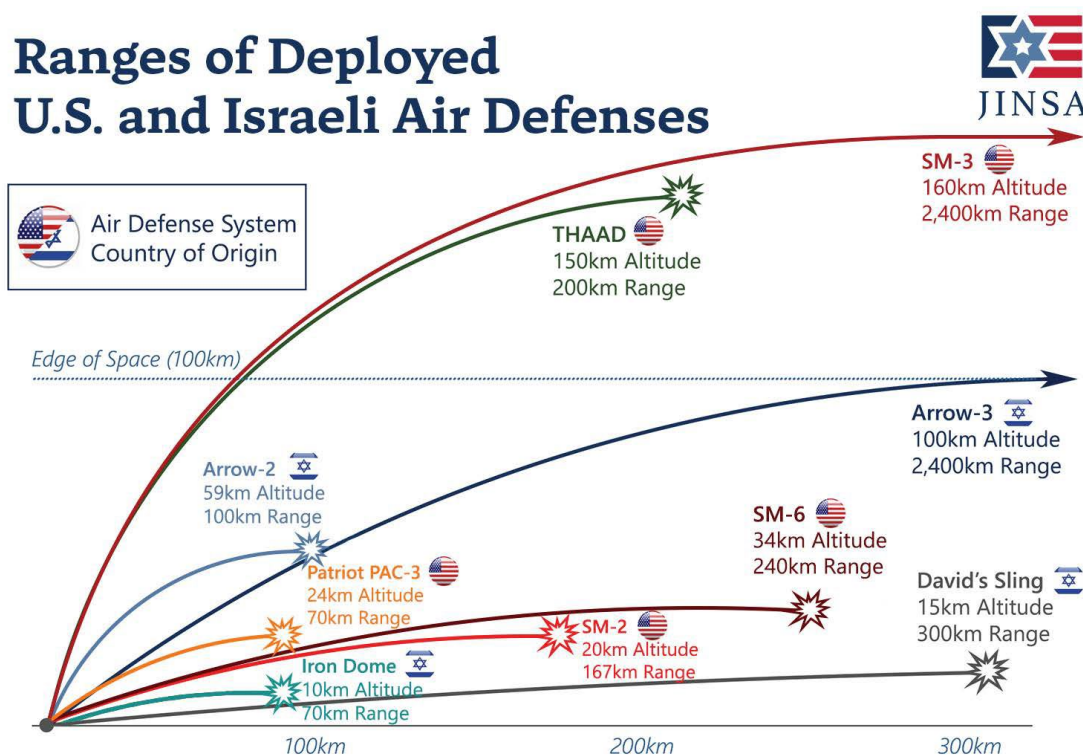 Ranges of Deployed
U.S. and Israeli Air Defenses
JINSA
Air Defense System
Country of Origin
SM-3
160km Altitude
2,400km Range
THAAD
150km Altitude
200km Range
Edge of Space (100km)
Arrow-3
100km Altitude
2,400km Range
Arrow-2
59km Altitude
100km Range
SM-6
34km Altitude
240km Range
Patriot PAC-3
24km Altitude
70km Range
David's Sling
15km Altitude
300km Range
SM-2
20km Altitude
167km Range
Iron Dome
10km Altitude
70km Range
100km
200km
300km